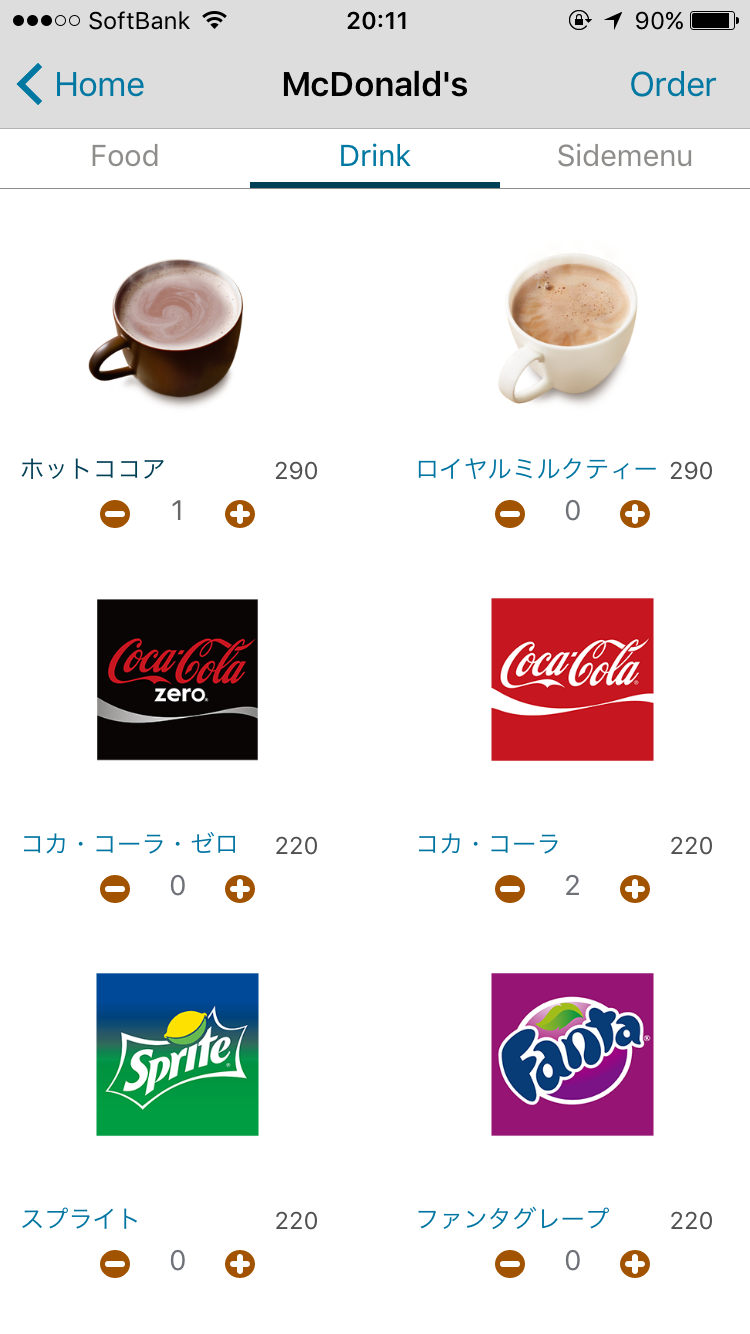 SoftBank 20:11 90%
Home McDonald's Order
Food Drink Sidemenu
ホットココア 290 ロイヤルミルクティー 290
1 0
Coca-Cola zero. Coca-Cola
コカ・コーラ・ゼロ 220 コカ・コーラ 220
0 2
Sprite Fanta
スプライト 220 ファンタグレープ 220
0 0